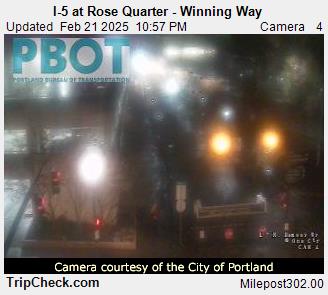 I-5 at Rose Quarter - Winning Way
Updated Feb 21 2025 10:57 PM Camera 4
PBOT
PORTLAND BUREAU OF TRANSPORTATION
Camera courtesy of the City of Portland
TripCheck.com Milepost302.00